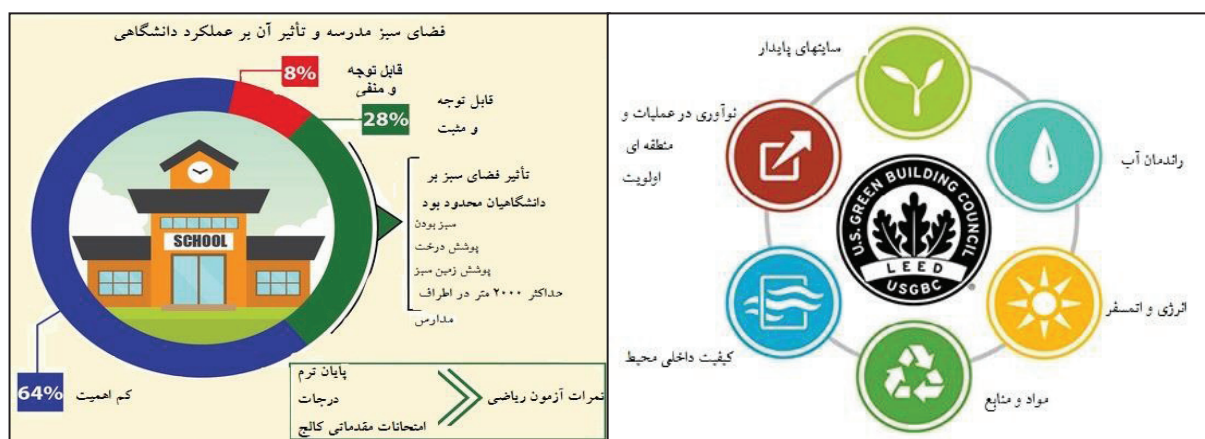 فضای سبز مدرسه و تأثیر آن بر عملکرد دانشگاهی
8%
قابل توجه
و منفی
28%
قابل توجه
و مثبت
تأثیر فضای سبز بر
دانشگاهیان محدود بود
سبز بودن
پوشش درخت
پوشش زمین سبز
حداکثر ۲۰۰۰ متر در اطراف
مدارس
SCHOOL
64%
کم اهمیت
نمرات آزمون ریاضی
پایان ترم
درجات
امتحانات مقدماتی کالج
سایتهای پایدار
نوآوری در عملیات و
منطقه ای
اولویت
راندمان آب
U.S. GREEN BUILDING COUNCIL
LEED
USGBC
®
انرژی و اتمسفر
کیفیت داخلی محیط
مواد و منابع